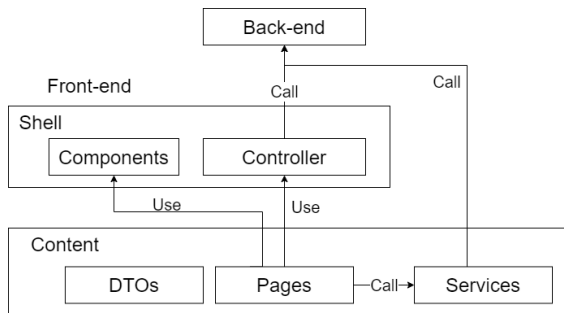 Back-end
Front-end
Call
Call
Shell
Components
Controller
Use
Use
Content
DTOs
Pages
Call
Services